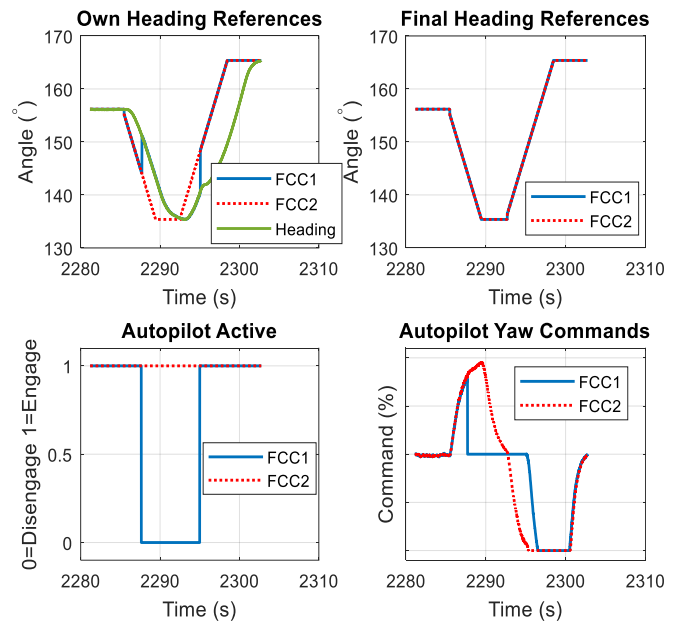 Own Heading References
170
160
150
140
130
Angle (°)
FCC1
FCC2
Heading
2280
2290
2300
2310
Time (s)
Final Heading References
170
160
150
140
130
Angle (°)
FCC1
FCC2
2280
2290
2300
2310
Time (s)
Autopilot Active
1
0.5
0
0=Disengage 1=Engage
FCC1
FCC2
2280
2290
2300
2310
Time (s)
Autopilot Yaw Commands
Command (%)
FCC1
FCC2
2280
2290
2300
2310
Time (s)